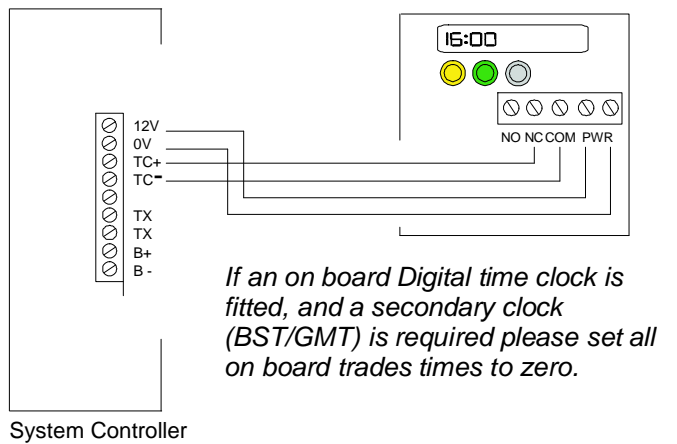 16:00
NO NC COM PWR
12V
0V
TC+
TC-
TX
TX
B+
B -
If an on board Digital time clock is
fitted, and a secondary clock
(BST/GMT) is required please set all
on board trades times to zero.
System Controller